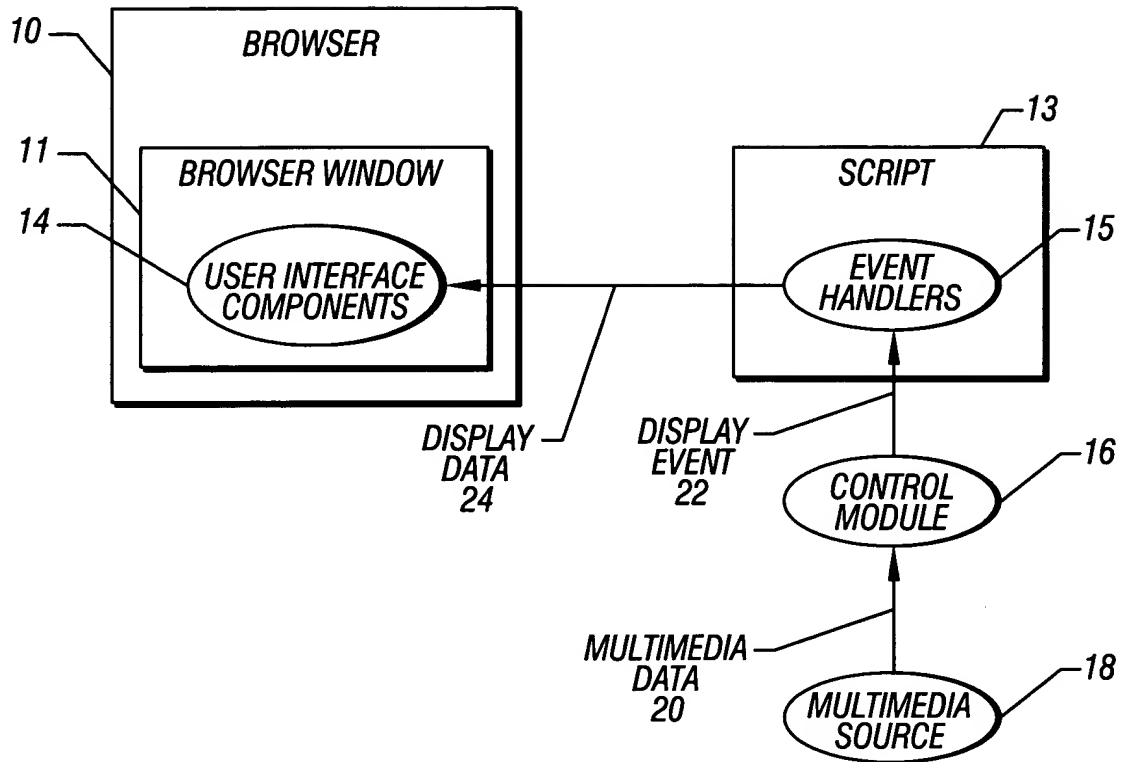 10
BROWSER
11
BROWSER WINDOW
14
USER INTERFACE
COMPONENTS
13
SCRIPT
15
EVENT
HANDLERS
DISPLAY
DATA
24
DISPLAY
EVENT
22
16
CONTROL
MODULE
MULTIMEDIA
DATA
20
18
MULTIMEDIA
SOURCE